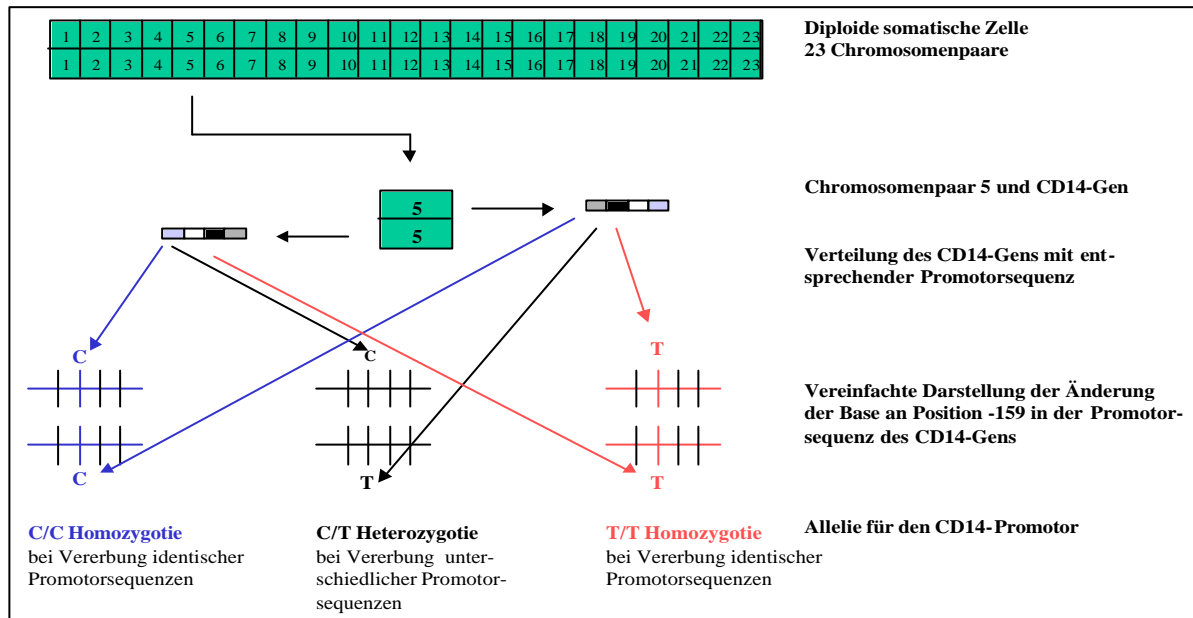 1 2 3 4 5 6 7 8 9 10 11 12 13 14 15 16 17 18 19 20 21 22 23
1 2 3 4 5 6 7 8 9 10 11 12 13 14 15 16 17 18 19 20 21 22 23
Diploide somatische Zelle
23 Chromosomenpaare
5
5
Chromosomenpaar 5 und CD14-Gen
Verteilung des CD14-Gens mit ent-
sprechender Promotorsequenz
C C T
Vereinfachte Darstellung der Änderung
der Base an Position -159 in der Promotor-
sequenz des CD14-Gens
C T T
C/C Homozygotie
bei Vererbung identischer
Promotorsequenzen
C/T Heterozygotie
bei Vererbung unter-
schiedlicher Promotor-
sequenzen
T/T Homozygotie
bei Vererbung identischer
Promotorsequenzen
Allelie für den CD14-Promotor